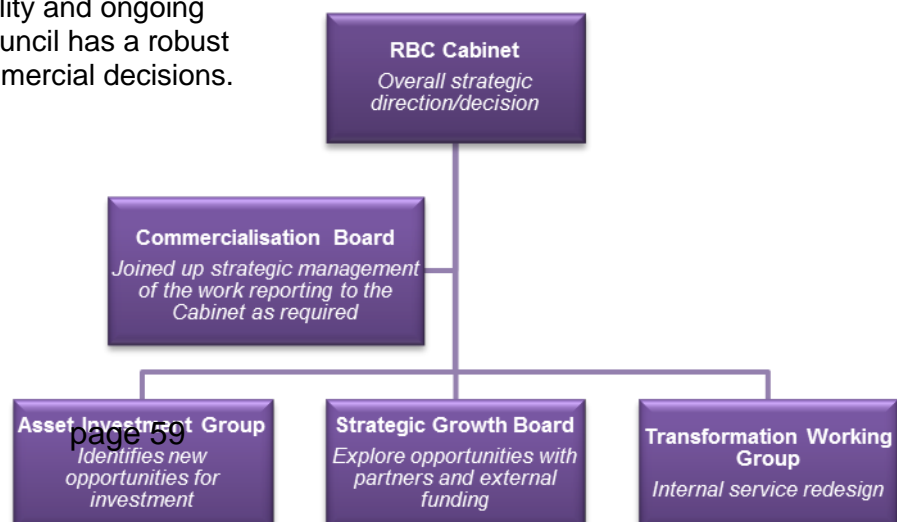 lity and ongoing
uncil has a robust
mercial decisions.
RBC Cabinet
Overall strategic
direction/decision
Commercialisation Board
Joined up strategic management
of the work reporting to the
Cabinet as required
Asset Investment Group
Identifies new
opportunities for
investment
page 59
Strategic Growth Board
Explore opportunities with
partners and external
funding
Transformation Working
Group
Internal service redesign